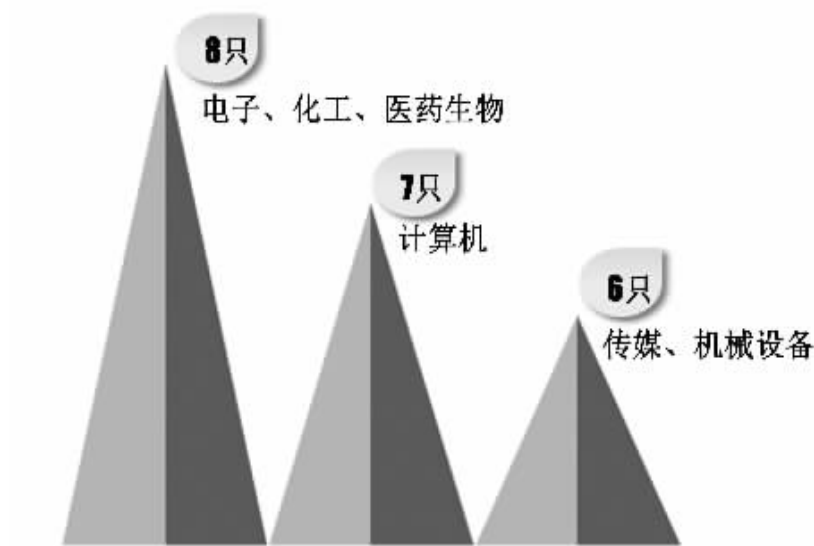 8只
电子、化工、医药生物
7只
计算机
6只
传媒、机械设备